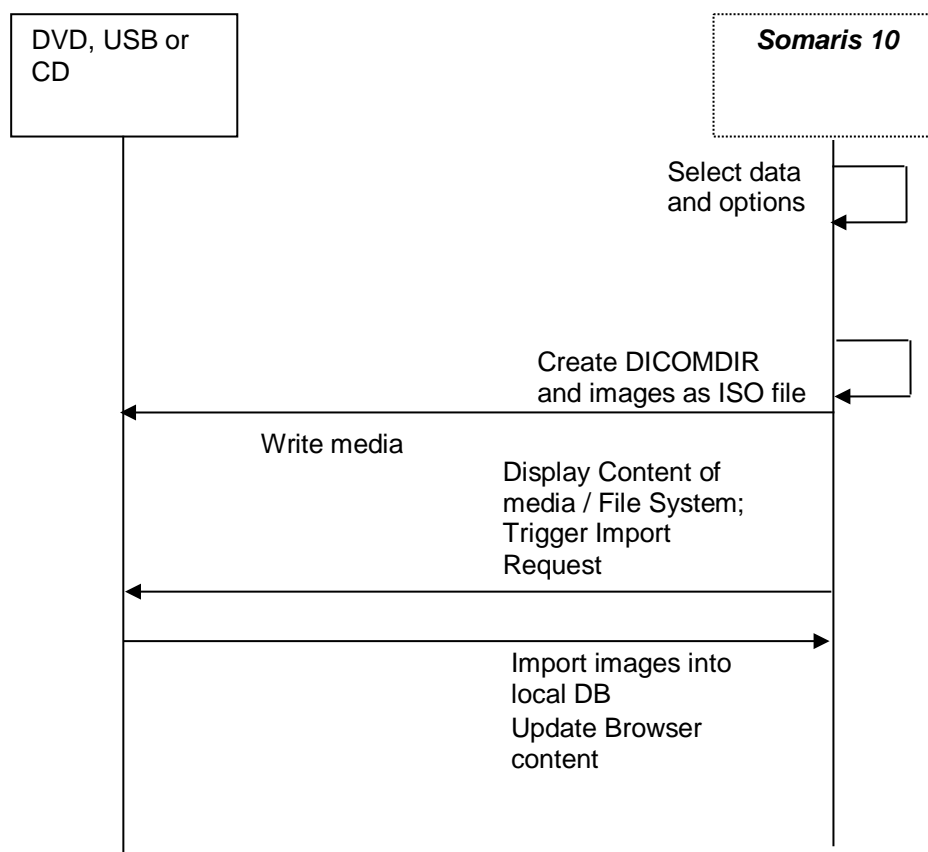 DVD, USB or
CD
Somaris 10
Select data
and options
Create DICOMDIR
and images as ISO file
Write media
Display Content of
media / File System;
Trigger Import
Request
Import images into
local DB
Update Browser
content